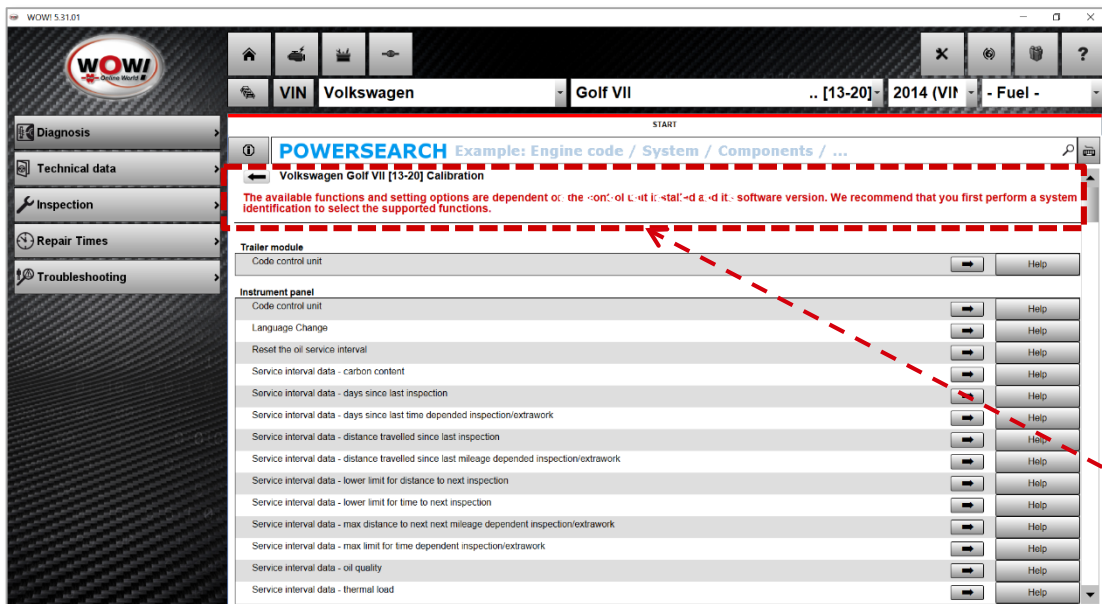 WOW! 5.31.01
WOW!
Online World
?
VIN Volkswagen Golf VII .. [13-20] 2014 (VIN - Fuel -
START
Diagnosis
Technical data
Inspection
Repair Times
Troubleshooting
POWERSEARCH Example: Engine code / System / Components / ...
Volkswagen Golf VII [13-20] Calibration
The available functions and setting options are dependent on the control unit installed and its software version. We recommend that you first perform a system
identification to select the supported functions.
Trailer module
Code control unit Help
Instrument panel
Code control unit Help
Language Change Help
Reset the oil service interval Help
Service interval data - carbon content Help
Service interval data - days since last inspection Help
Service interval data - days since last time depended inspection/extrawork Help
Service interval data - distance travelled since last inspection Help
Service interval data - distance travelled since last mileage depended inspection/extrawork Help
Service interval data - lower limit for distance to next inspection Help
Service interval data - lower limit for time to next inspection Help
Service interval data - max distance to next next mileage dependent inspection/extrawork Help
Service interval data - max limit for time dependent inspection/extrawork Help
Service interval data - oil quality Help
Service interval data - thermal load Help